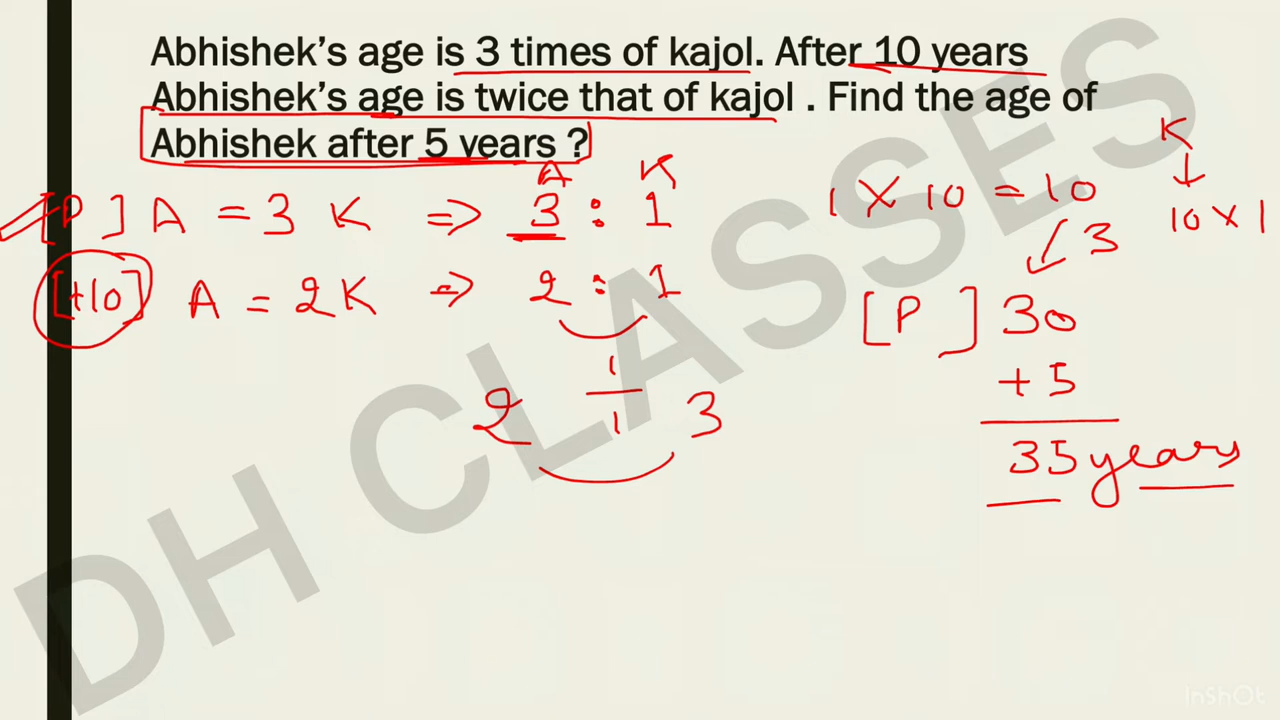 Abhishek's age is 3 times of kajol. After 10 years
Abhishek's age is twice that of kajol . Find the age of
Abhishek after 5 years ?
A K
[P] A = 3 K ⇒ 3 : 1
[+10] A = 2K ⇒ 2 : 1
1
2 — 3
1
K
↓
1 X 10 = 10
10 X 1
↙ 3
[P ] 30
+ 5
35 years
DH CLASSES
InShOt